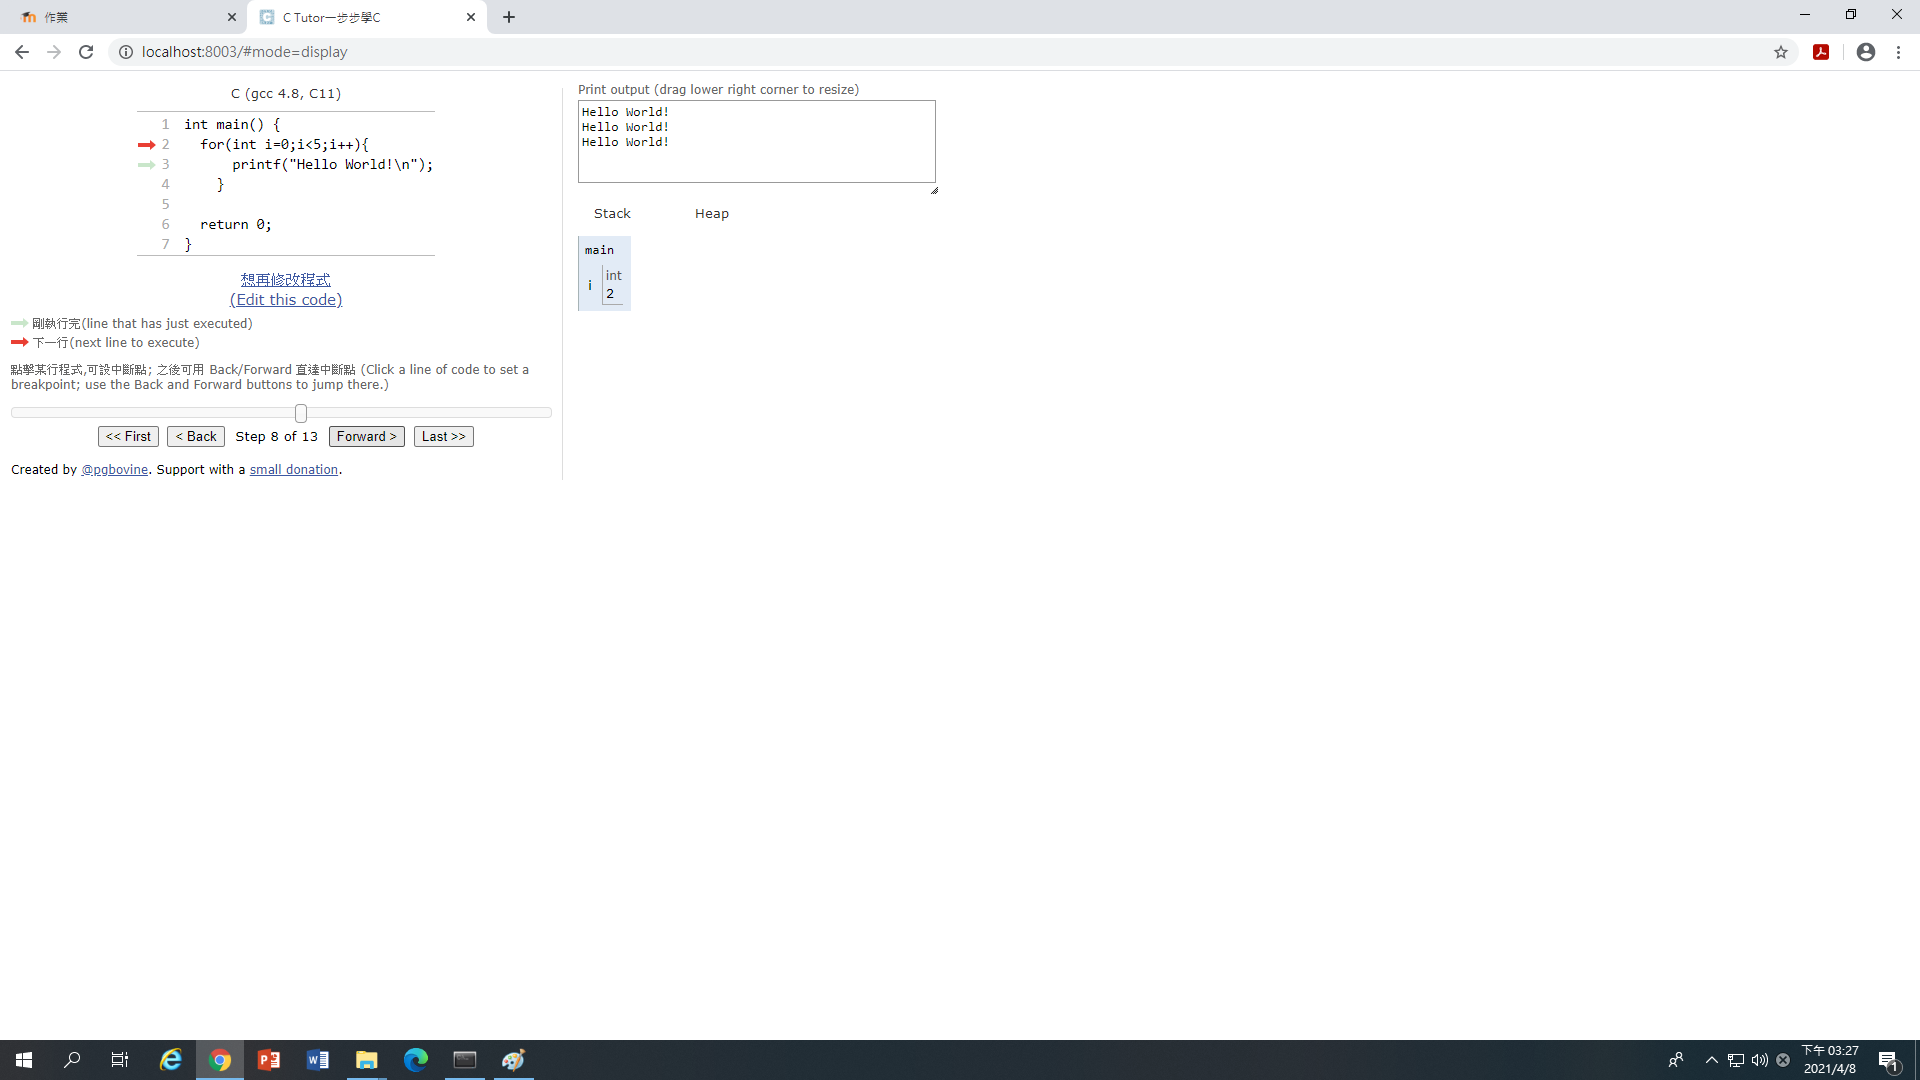 作業
C Tutor一步步學C
localhost:8003/#mode=display
C (gcc 4.8, C11)
1 int main() {
2 for(int i=0;i<5;i++){
3 printf("Hello World!\n");
4 }
5
6 return 0;
7 }
想再修改程式
(Edit this code)
剛執行完(line that has just executed)
下一行(next line to execute)
點擊某行程式,可設中斷點; 之後可用 Back/Forward 直達中斷點 (Click a line of code to set a
breakpoint; use the Back and Forward buttons to jump there.)
<< First < Back Step 8 of 13 Forward > Last >>
Created by @pgbovine. Support with a small donation.
Print output (drag lower right corner to resize)
Hello World!
Hello World!
Hello World!
Stack Heap
main
int
i 2
下午 03:27
2021/4/8
1